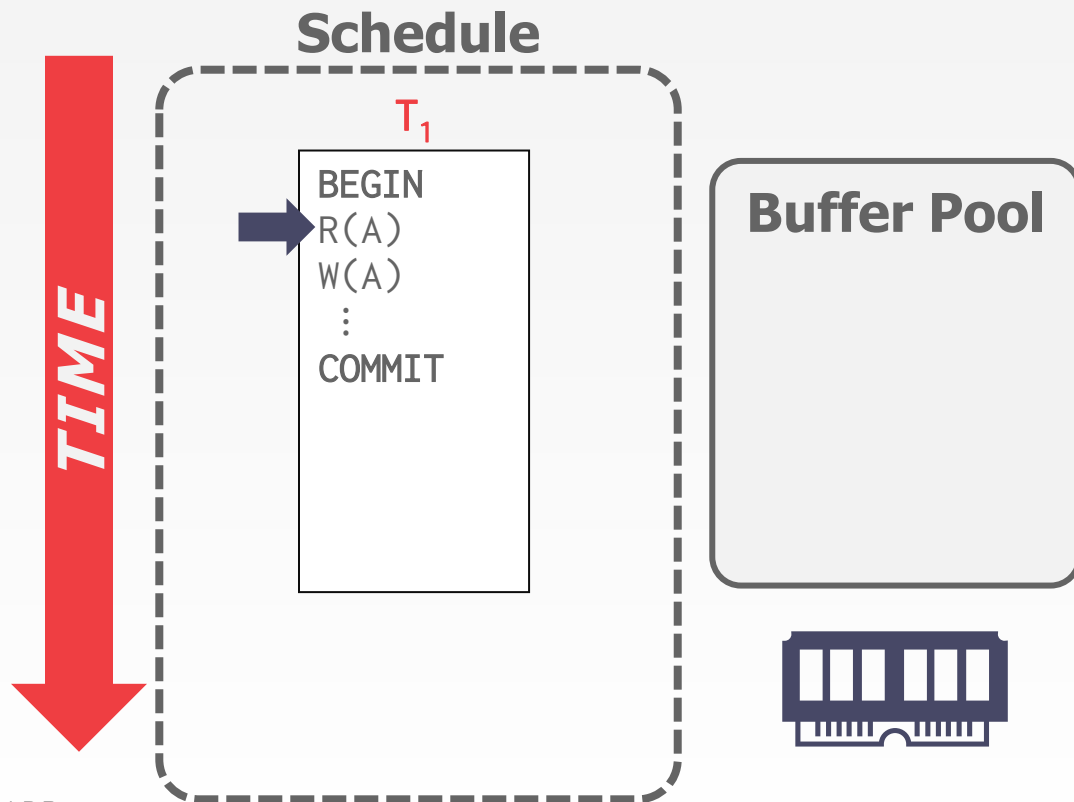 Schedule
TIME
T₁
BEGIN
R(A)
W(A)
⋮
COMMIT
Buffer Pool